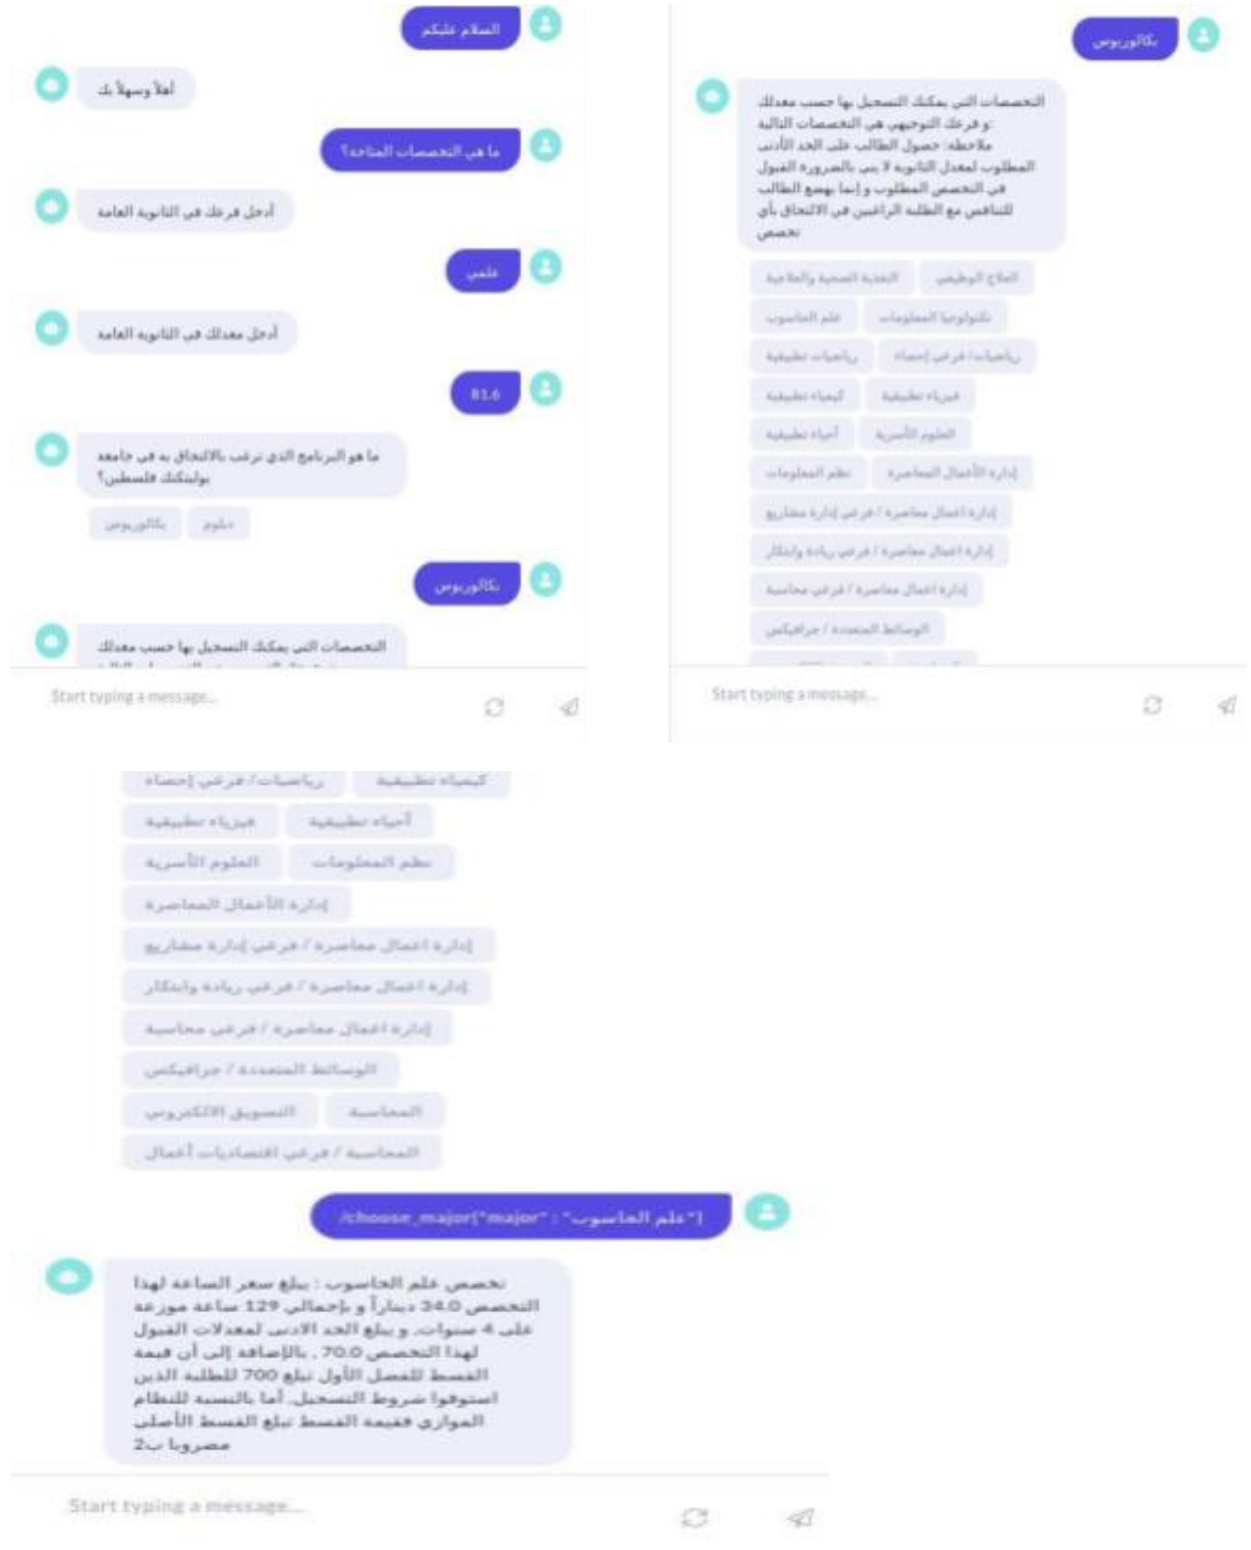 السلام عليكم
أهلاً وسهلاً بك
ما هي التخصصات المتاحة؟
أدخل فرعك في الثانوية العامة
علمي
أدخل معدلك في الثانوية العامة
81.6
ما هو البرنامج الذي ترغب بالالتحاق به في جامعة
بوليتكنك فلسطين؟
بكالوريوس دبلوم
بكالوريوس
التخصصات التي يمكنك التسجيل بها حسب معدلك
Start typing a message...
بكالوريوس
التخصصات التي يمكنك التسجيل بها حسب معدلك
و فرعك التوجيهي هي التخصصات التالية:
ملاحظة: حصول الطالب على الحد الأدنى
المطلوب لمعدل الثانوية لا يني بالضرورة القبول
في التخصص المطلوب و إنما يهضع الطالب
للتنافس مع الطلبة الراغبين في الالتحاق بأي
تخصص
التغذية الصحية والعلاجية العلاج الوظيفي
علم الحاسوب تكنولوجيا المعلومات
رياضيات تطبيقية رياضيات/ فرعي إحصاء
كيمياء تطبيقية فيزياء تطبيقية
أحياء تطبيقية العلوم الأسرية
نظم المعلومات إدارة الأعمال المعاصرة
إدارة اعمال معاصرة / فرعي إدارة مشاريع
إدارة اعمال معاصرة / فرعي ريادة وابتكار
إدارة اعمال معاصرة / فرعي محاسبة
الوسائط المتعددة / جرافيكس
Start typing a message...
رياضيات/ فرعي إحصاء كيمياء تطبيقية
فيزياء تطبيقية أحياء تطبيقية
العلوم الأسرية نظم المعلومات
إدارة الأعمال المعاصرة
إدارة اعمال معاصرة / فرعي إدارة مشاريع
إدارة اعمال معاصرة / فرعي ريادة وابتكار
إدارة اعمال معاصرة / فرعي محاسبة
الوسائط المتعددة / جرافيكس
التسويق الالكتروني المحاسبة
المحاسبة / فرعي اقتصاديات أعمال
/choose_major{"major" : "علم الحاسوب"}
تخصص علم الحاسوب : يبلغ سعر الساعة لهذا
التخصص 34.0 ديناراً و بإجمالي 129 ساعة موزعة
على 4 سنوات. و يبلغ الحد الادنى لمعدلات القبول
لهذا التخصص 70.0 , بالإضافة إلى أن قيمة
القسط للفصل الأول تبلغ 700 للطلبة الذين
استوفوا شروط التسجيل. أما بالنسبة للنظام
الموازي فقيمة القسط تبلغ القسط الأصلي
مضروبا ب2
Start typing a message...